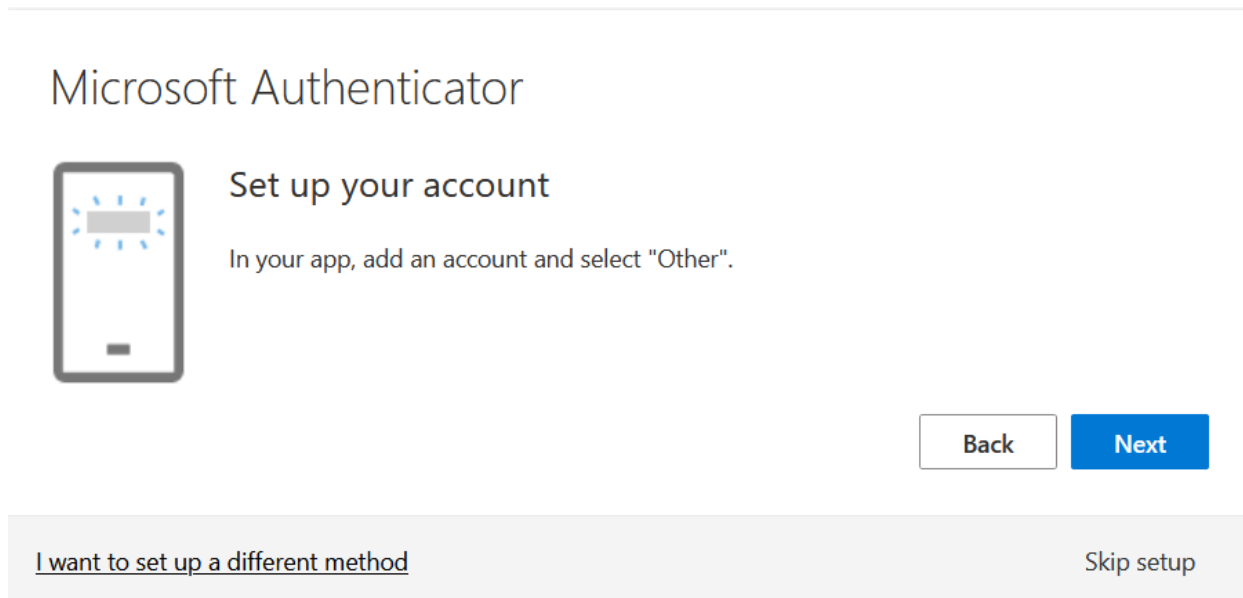 Microsoft Authenticator
Set up your account
In your app, add an account and select "Other".
Back
Next
I want to set up a different method
Skip setup